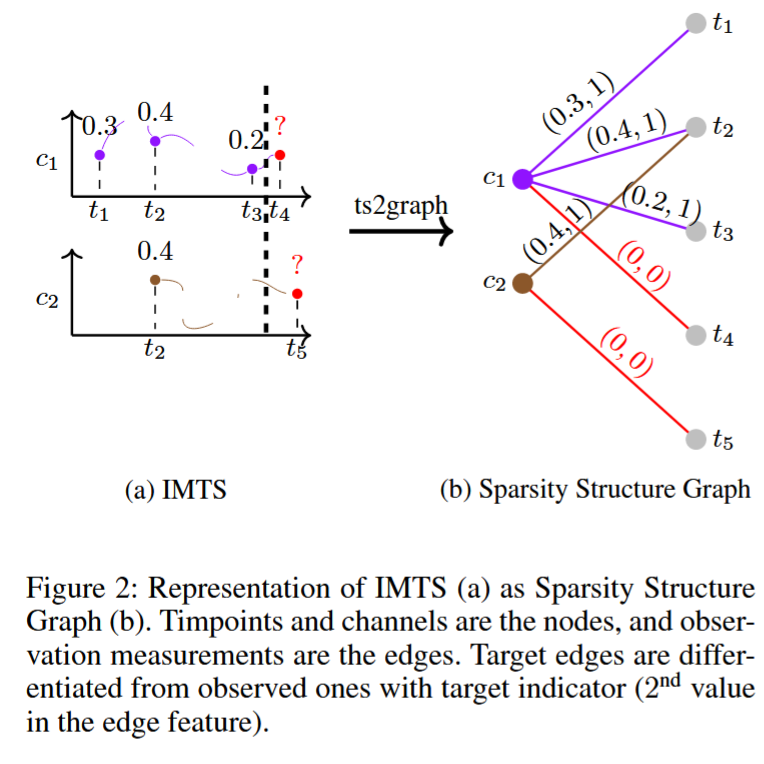 0.3
0.4
0.2
?
c₁
t₁
t₂
t₃
t₄
0.4
?
c₂
t₂
t₅
(a) IMTS
ts2graph
t₁
(0.3, 1)
(0.4, 1)
t₂
c₁
(0.2, 1)
t₃
(0.4, 1)
c₂
(0, 0)
t₄
(0, 0)
t₅
(b) Sparsity Structure Graph
Figure 2: Representation of IMTS (a) as Sparsity Structure
Graph (b). Timpoints and channels are the nodes, and obser-
vation measurements are the edges. Target edges are differ-
entiated from observed ones with target indicator (2ⁿᵈ value
in the edge feature).